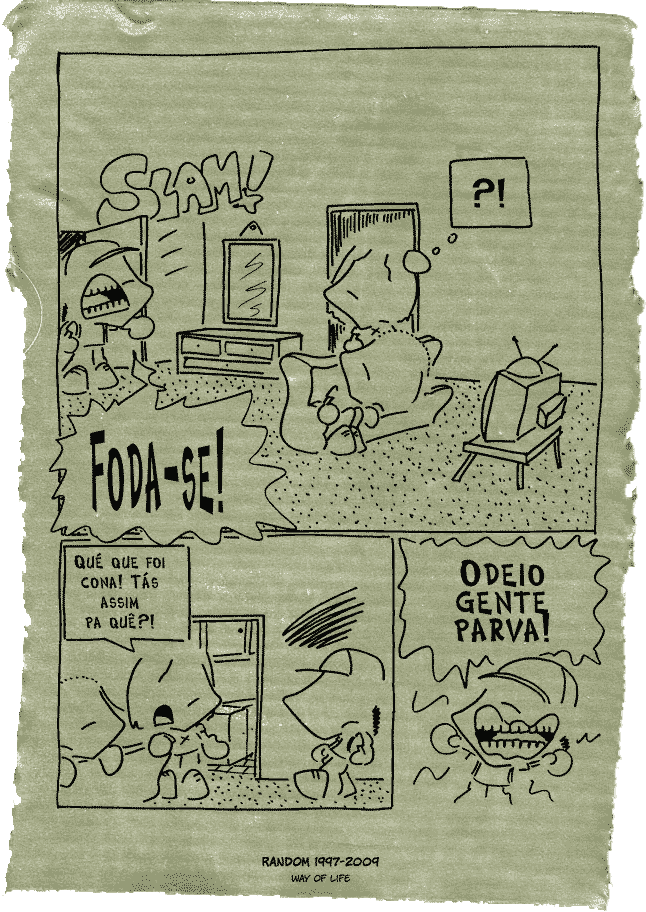 SLAM!!
?!
FODA-SE!
QUÉ QUE FOI
CONA! TÁS
ASSIM
PA QUÊ?!
ODEIO
GENTE
PARVA!
RANDOM 1997-2009
WAY OF LIFE